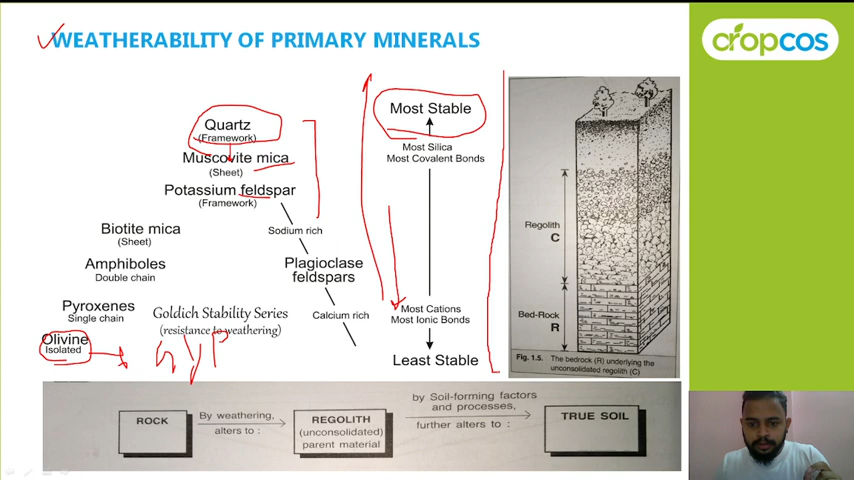 WEATHERABILITY OF PRIMARY MINERALS
cropcos
Quartz
(Framework)
Muscovite mica
(Sheet)
Potassium feldspar
(Framework)
Biotite mica
(Sheet)
Amphiboles
Double chain
Pyroxenes
Single chain
Olivine
Isolated
Sodium rich
Plagioclase
feldspars
Calcium rich
Goldich Stability Series
(resistance to weathering)
Most Stable
Most Silica
Most Covalent Bonds
Most Cations
Most Ionic Bonds
Least Stable
Regolith
C
Bed-Rock
R
Fig. 1.5. The bedrock (R) underlying the
unconsolidated regolith (C)
ROCK
By weathering,
alters to :
REGOLITH
(unconsolidated)
parent material
by Soil-forming factors
and processes,
further alters to :
TRUE SOIL